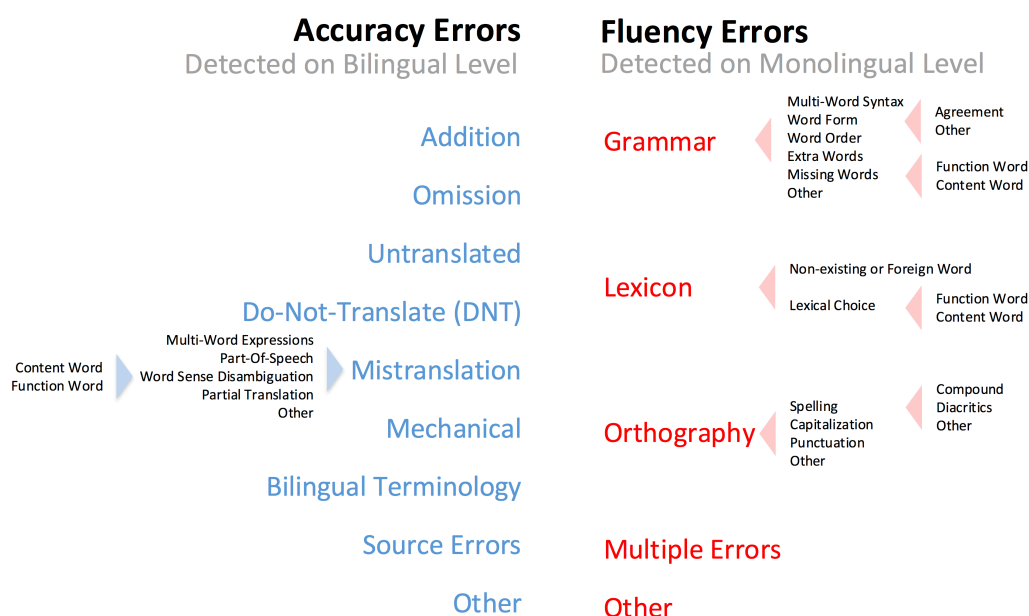 Accuracy Errors
Detected on Bilingual Level
Addition
Omission
Untranslated
Do-Not-Translate (DNT)
Mistranslation
Multi-Word Expressions
Part-Of-Speech
Word Sense Disambiguation
Partial Translation
Other
Content Word
Function Word
Mechanical
Bilingual Terminology
Source Errors
Other
Fluency Errors
Detected on Monolingual Level
Grammar
Multi-Word Syntax
Word Form
Word Order
Extra Words
Missing Words
Other
Agreement
Other
Function Word
Content Word
Lexicon
Non-existing or Foreign Word
Lexical Choice
Function Word
Content Word
Orthography
Spelling
Capitalization
Punctuation
Other
Compound
Diacritics
Other
Multiple Errors
Other